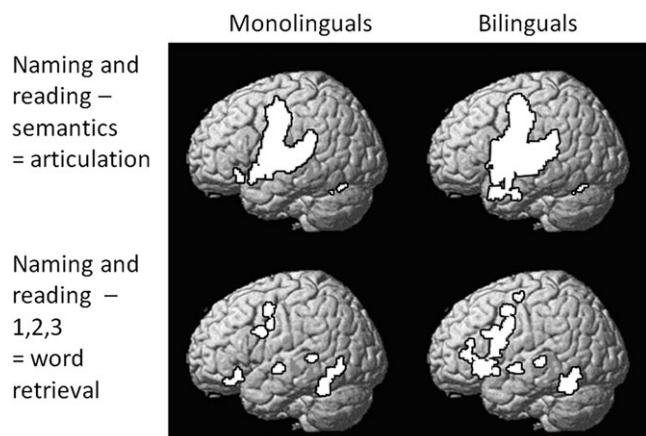 Monolinguals
Bilinguals
Naming and
reading –
semantics
= articulation
Naming and
reading –
1,2,3
= word
retrieval